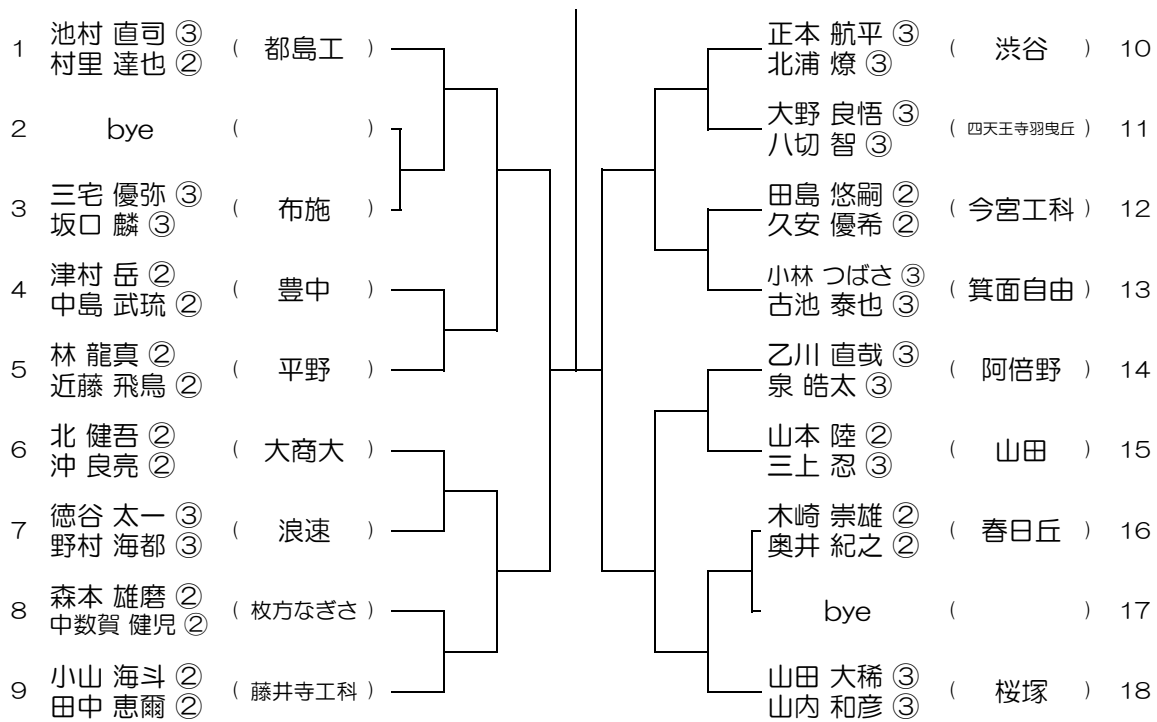 1 池村 直司 ③ 村里 達也 ② ( 都島工 )
2 bye ( )
3 三宅 優弥 ③ 坂口 麟 ③ ( 布施 )
4 津村 岳 ② 中島 武琉 ② ( 豊中 )
5 林 龍真 ② 近藤 飛鳥 ② ( 平野 )
6 北 健吾 ② 沖 良亮 ② ( 大商大 )
7 徳谷 太一 ③ 野村 海都 ③ ( 浪速 )
8 森本 雄磨 ② 中数賀 健児 ② ( 枚方なぎさ )
9 小山 海斗 ② 田中 恵爾 ② ( 藤井寺工科 )
正本 航平 ③ 北浦 燎 ③ ( 渋谷 ) 10
大野 良悟 ③ 八切 智 ③ ( 四天王寺羽曳丘 ) 11
田島 悠嗣 ② 久安 優希 ② ( 今宮工科 ) 12
小林 つばさ ③ 古池 泰也 ③ ( 箕面自由 ) 13
乙川 直哉 ③ 泉 皓太 ③ ( 阿倍野 ) 14
山本 陸 ② 三上 忍 ③ ( 山田 ) 15
木崎 崇雄 ② 奥井 紀之 ② ( 春日丘 ) 16
bye ( ) 17
山田 大稀 ③ 山内 和彦 ③ ( 桜塚 ) 18